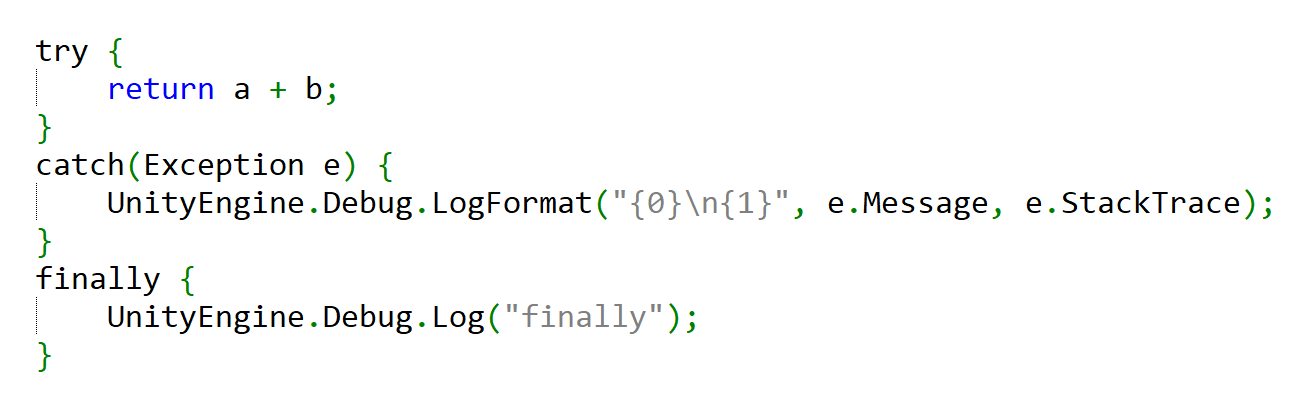 try {
    return a + b;
}
catch(Exception e) {
    UnityEngine.Debug.LogFormat("{0}\n{1}", e.Message, e.StackTrace);
}
finally {
    UnityEngine.Debug.Log("finally");
}